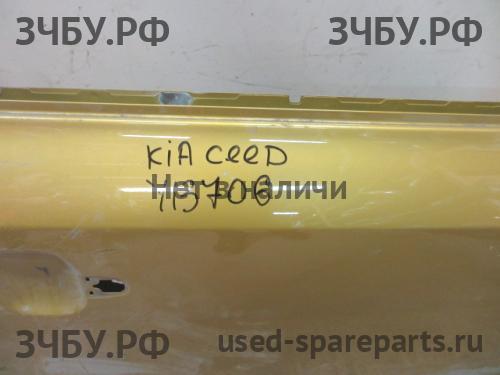 ЗЧБУ.РФ ЗЧБУ.РФ
KIA CEED
Нет в наличи
ЗЧБУ.РФ used-spareparts.ru